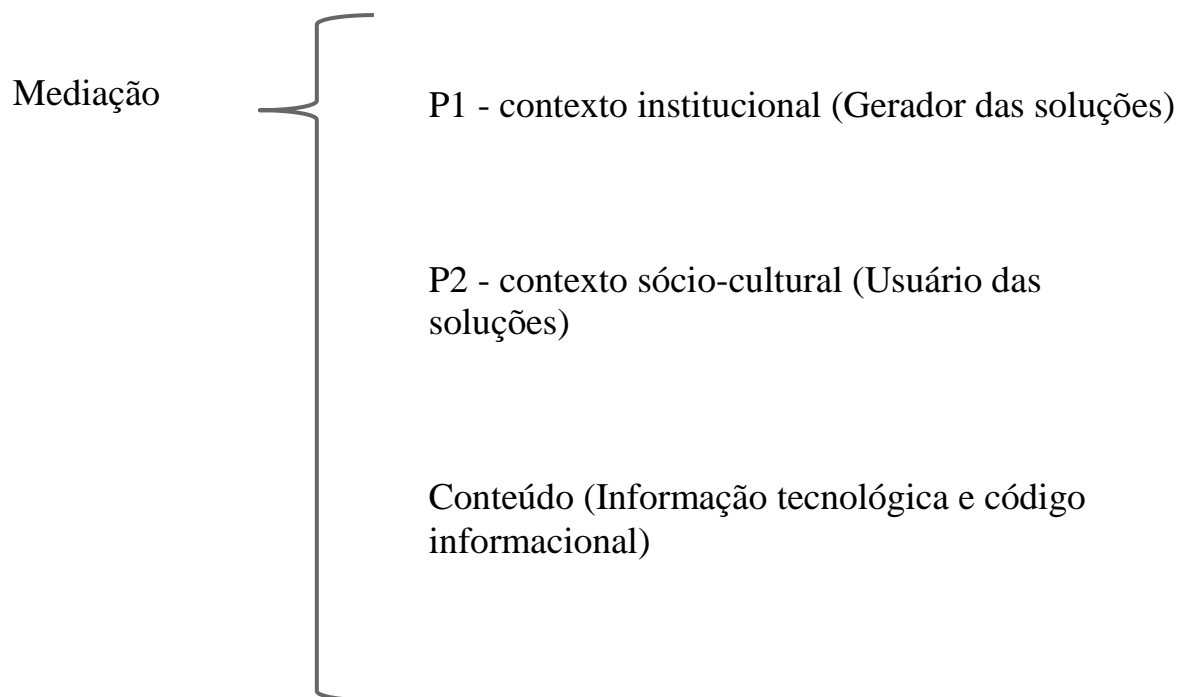 Mediação
P1 - contexto institucional (Gerador das soluções)
P2 - contexto sócio-cultural (Usuário das
soluções)
Conteúdo (Informação tecnológica e código
informacional)